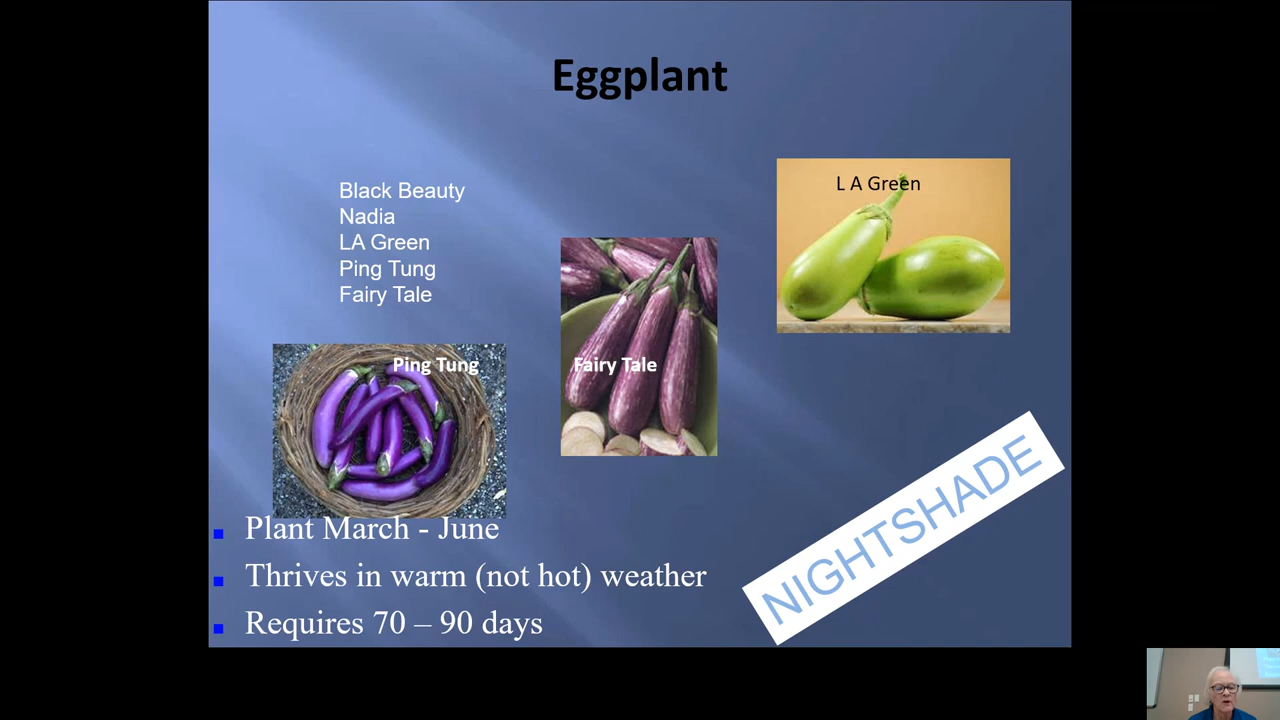 Eggplant
Black Beauty
Nadia
LA Green
Ping Tung
Fairy Tale
L A Green
Ping Tung
Fairy Tale
NIGHTSHADE
Plant March - June
Thrives in warm (not hot) weather
Requires 70 – 90 days